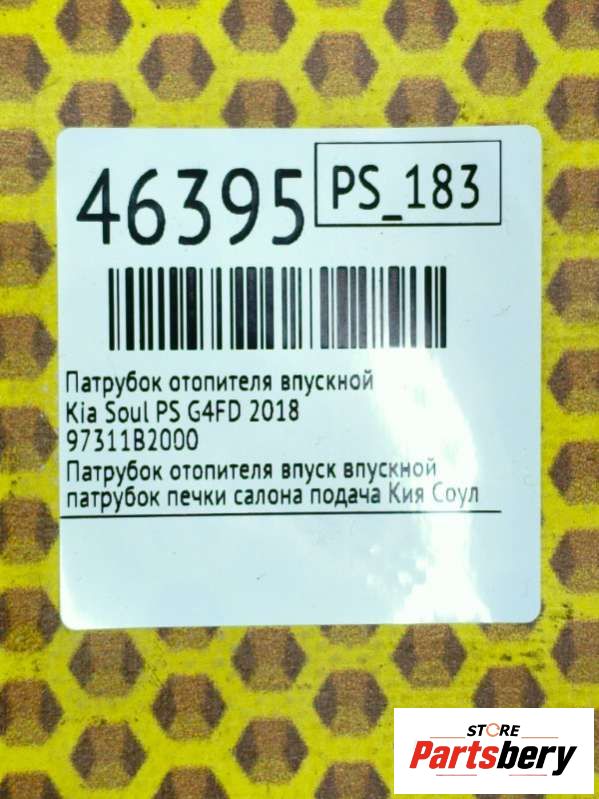 46395
PS_183
Патрубок отопителя впускной
Kia Soul PS G4FD 2018
97311B2000
Патрубок отопителя впуск впускной
патрубок печки салона подача Кия Соул
STORE
Partsbery